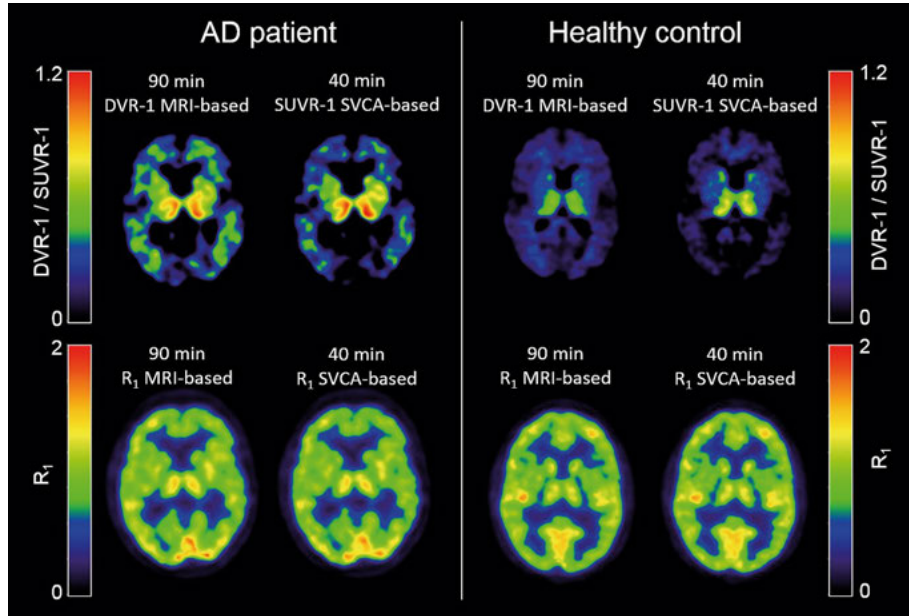 AD patient
Healthy control
1.2
DVR-1 / SUVR-1
0
90 min
DVR-1 MRI-based
40 min
SUVR-1 SVCA-based
90 min
DVR-1 MRI-based
40 min
SUVR-1 SVCA-based
1.2
DVR-1 / SUVR-1
0
2
R₁
0
90 min
R₁ MRI-based
40 min
R₁ SVCA-based
90 min
R₁ MRI-based
40 min
R₁ SVCA-based
2
R₁
0